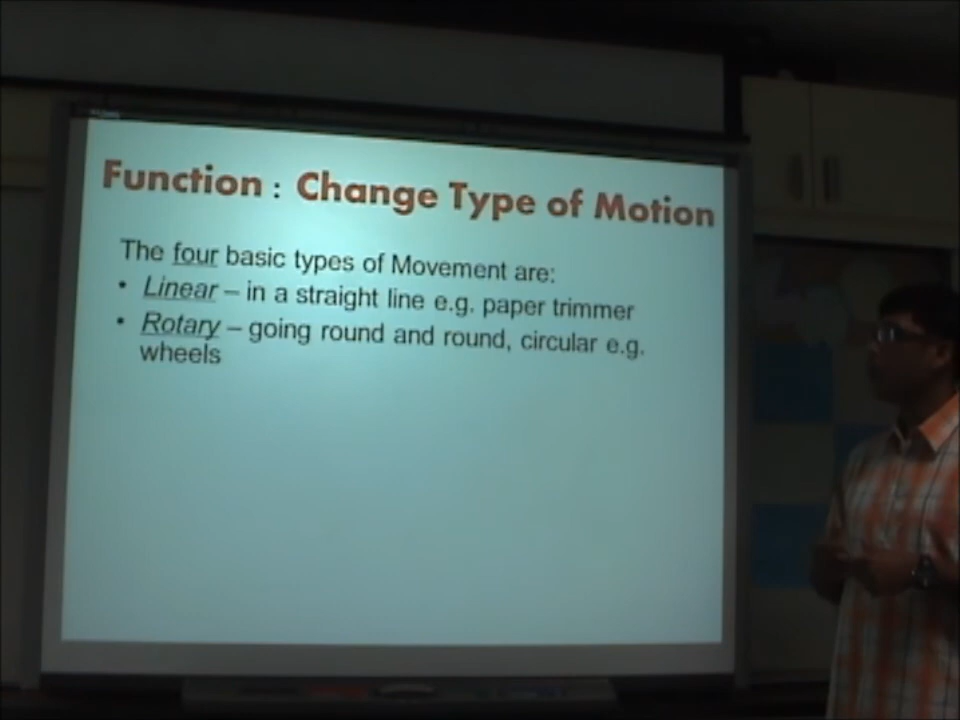 Function : Change Type of Motion
The four basic types of Movement are:
• Linear – in a straight line e.g. paper trimmer
• Rotary – going round and round, circular e.g.
wheels